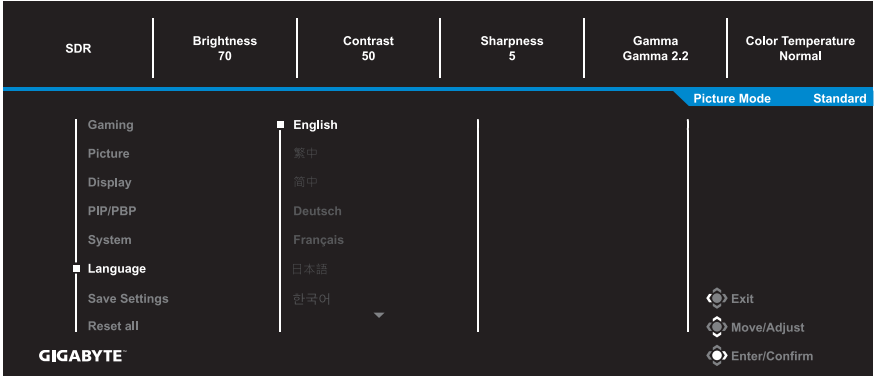 SDR
Brightness
70
Contrast
50
Sharpness
5
Gamma
Gamma 2.2
Color Temperature
Normal
Picture Mode Standard
Gaming
Picture
Display
PIP/PBP
System
Language
Save Settings
Reset all
English
繁中
简中
Deutsch
Français
日本語
한국어
Exit
Move/Adjust
Enter/Confirm
GIGABYTE™